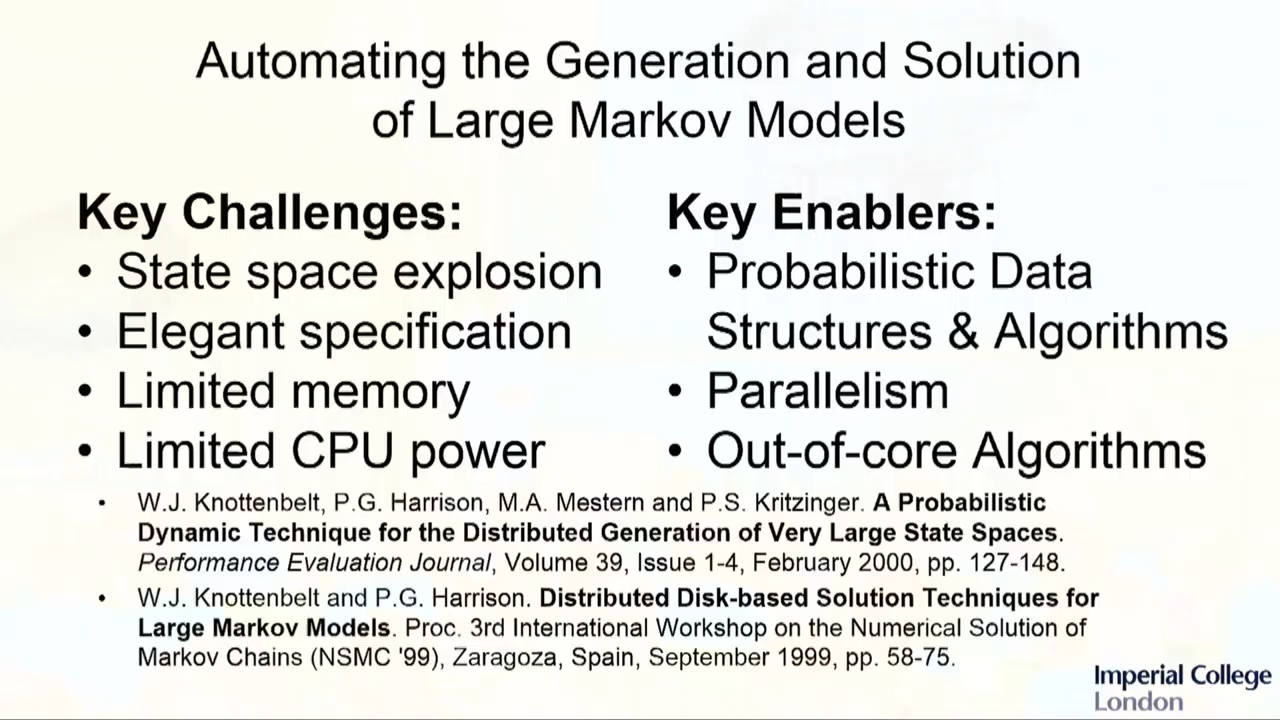 Automating the Generation and Solution
of Large Markov Models
Key Challenges:
• State space explosion
• Elegant specification
• Limited memory
• Limited CPU power
Key Enablers:
• Probabilistic Data
Structures & Algorithms
• Parallelism
• Out-of-core Algorithms
• W.J. Knottenbelt, P.G. Harrison, M.A. Mestern and P.S. Kritzinger. A Probabilistic
Dynamic Technique for the Distributed Generation of Very Large State Spaces.
Performance Evaluation Journal, Volume 39, Issue 1-4, February 2000, pp. 127-148.
• W.J. Knottenbelt and P.G. Harrison. Distributed Disk-based Solution Techniques for
Large Markov Models. Proc. 3rd International Workshop on the Numerical Solution of
Markov Chains (NSMC '99), Zaragoza, Spain, September 1999, pp. 58-75.
Imperial College
London